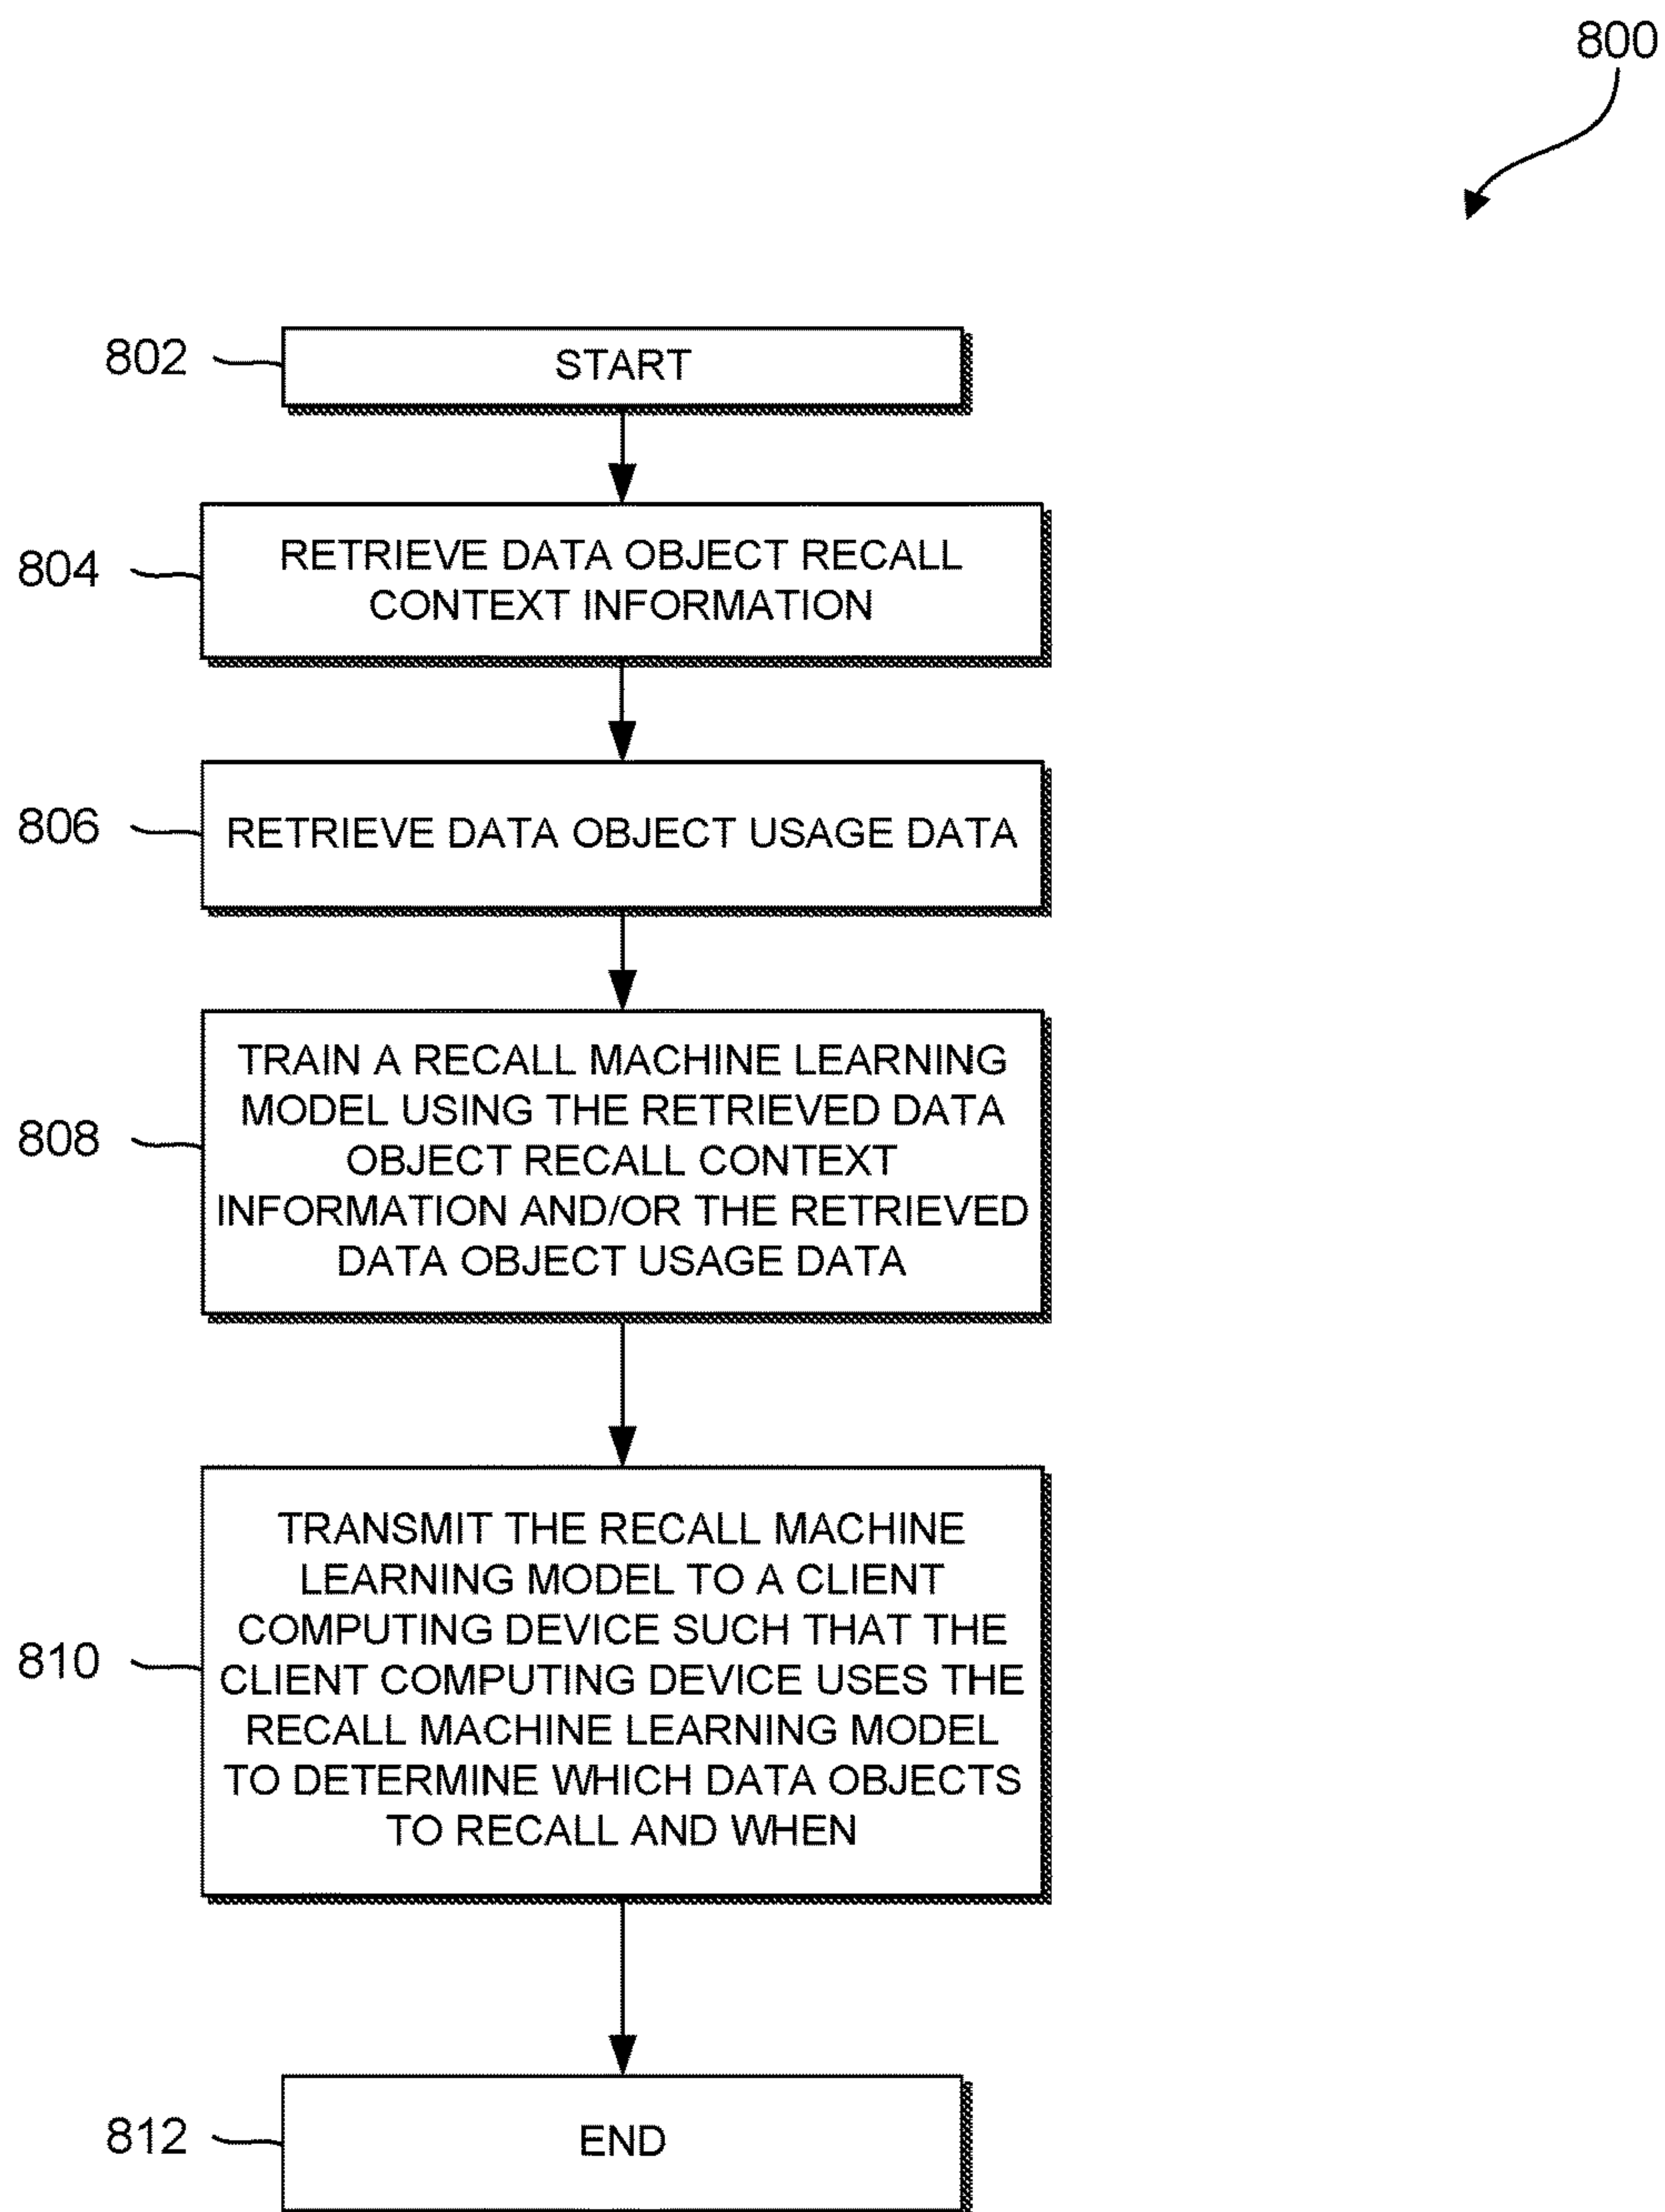 800
802
START
804
RETRIEVE DATA OBJECT RECALL
CONTEXT INFORMATION
806
RETRIEVE DATA OBJECT USAGE DATA
808
TRAIN A RECALL MACHINE LEARNING
MODEL USING THE RETRIEVED DATA
OBJECT RECALL CONTEXT
INFORMATION AND/OR THE RETRIEVED
DATA OBJECT USAGE DATA
810
TRANSMIT THE RECALL MACHINE
LEARNING MODEL TO A CLIENT
COMPUTING DEVICE SUCH THAT THE
CLIENT COMPUTING DEVICE USES THE
RECALL MACHINE LEARNING MODEL
TO DETERMINE WHICH DATA OBJECTS
TO RECALL AND WHEN
812
END